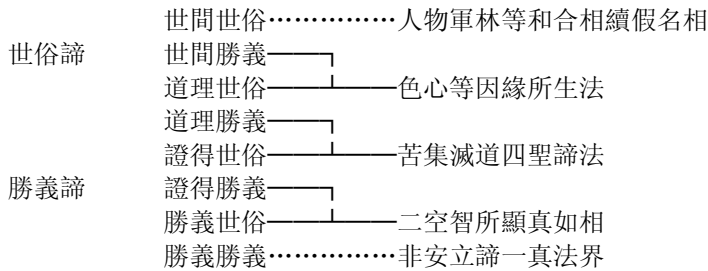 世間世俗……………人物軍林等和合相續假名相
世俗諦 世間勝義——┐
道理世俗——┴——色心等因緣所生法
道理勝義——┐
證得世俗——┴——苦集滅道四聖諦法
勝義諦 證得勝義——┐
勝義世俗——┴——二空智所顯真如相
勝義勝義……………非安立諦一真法界